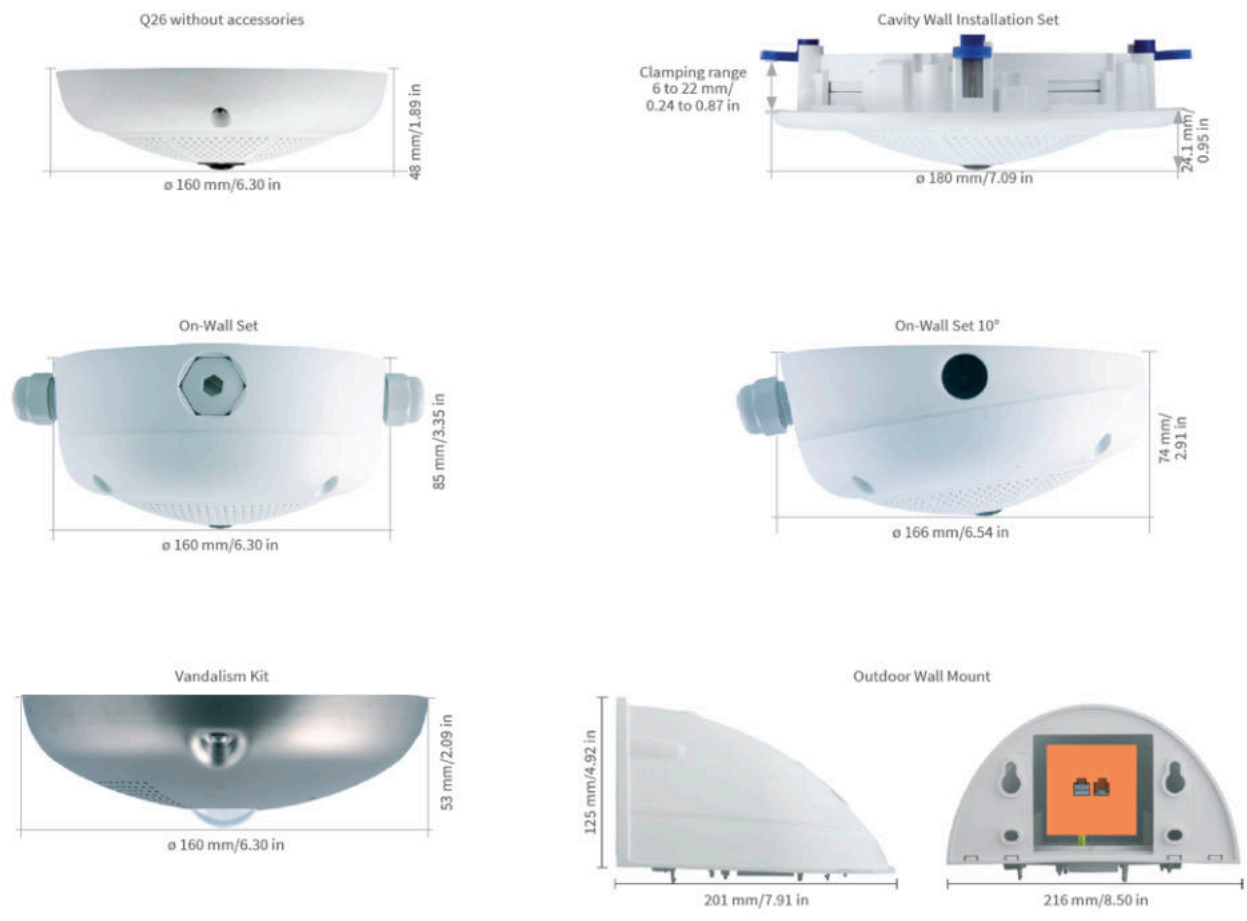 Q26 without accessories
48 mm/1.89 in
ø 160 mm/6.30 in
Cavity Wall Installation Set
Clamping range
6 to 22 mm/
0.24 to 0.87 in
24.1 mm/
0.95 in
ø 180 mm/7.09 in
On-Wall Set
85 mm/3.35 in
ø 160 mm/6.30 in
On-Wall Set 10°
74 mm/
2.91 in
ø 166 mm/6.54 in
Vandalism Kit
53 mm/2.09 in
ø 160 mm/6.30 in
Outdoor Wall Mount
125 mm/4.92 in
201 mm/7.91 in
216 mm/8.50 in